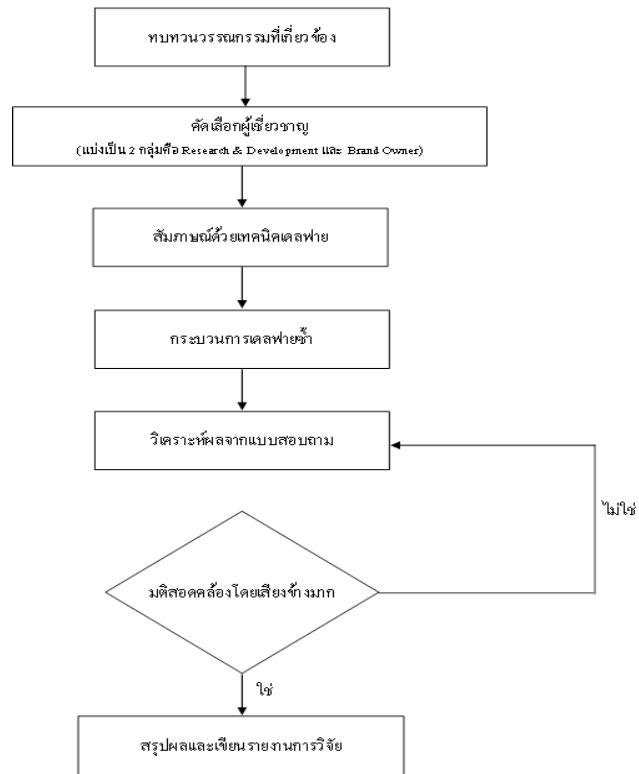 ทบทวนวรรณกรรมที่เกี่ยวข้อง
คัดเลือกผู้เชี่ยวชาญ
(แบ่งเป็น 2 กลุ่มคือ Research & Development และ Brand Owner)
สัมภาษณ์ด้วยเทคนิคเดลฟาย
กระบวนการเดลฟายซ้ำ
วิเคราะห์ผลจากแบบสอบถาม
ไม่ใช่
มติสอดคล้องโดยเสียงข้างมาก
ใช่
สรุปผลและเขียนรายงานการวิจัย